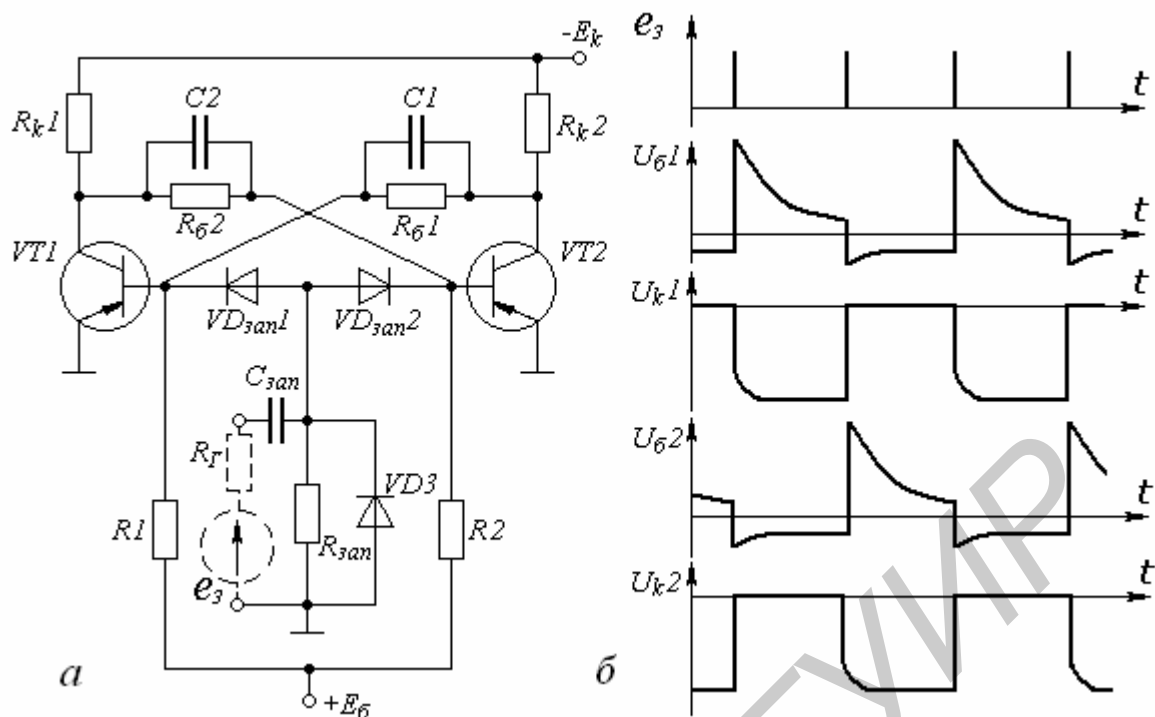 -Eк
Rк1
C2
C1
Rк2
Rб2
Rб1
VT1
VT2
VDзап1
VDзап2
Cзап
RГ
VD3
R1
Rзап
R2
eз
+Eб
а
eз
t
Uб1
t
Uк1
t
Uб2
t
Uк2
t
б
ГУИР